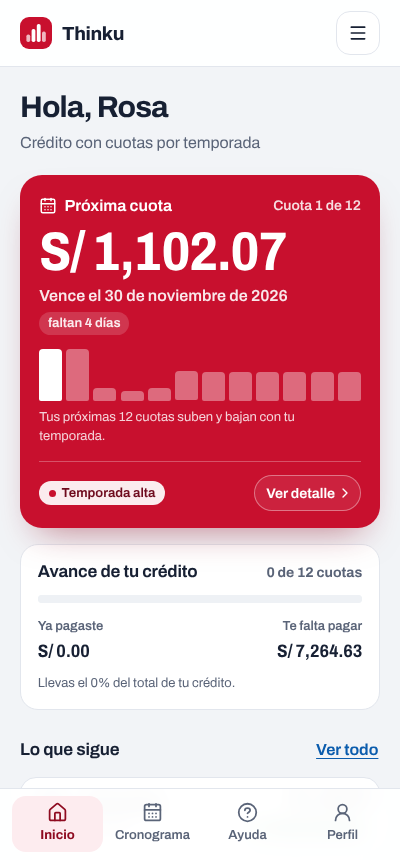 Thinku
Hola, Rosa
Crédito con cuotas por temporada
Próxima cuota
Cuota 1 de 12
S/ 1,102.07
Vence el 30 de noviembre de 2026
faltan 4 días
Tus próximas 12 cuotas suben y bajan con tu
temporada.
Temporada alta
Ver detalle
Avance de tu crédito
0 de 12 cuotas
Ya pagaste
Te falta pagar
S/ 0.00
S/ 7,264.63
Llevas el 0% del total de tu crédito.
Lo que sigue
Ver todo
Inicio
Cronograma
Ayuda
Perfil